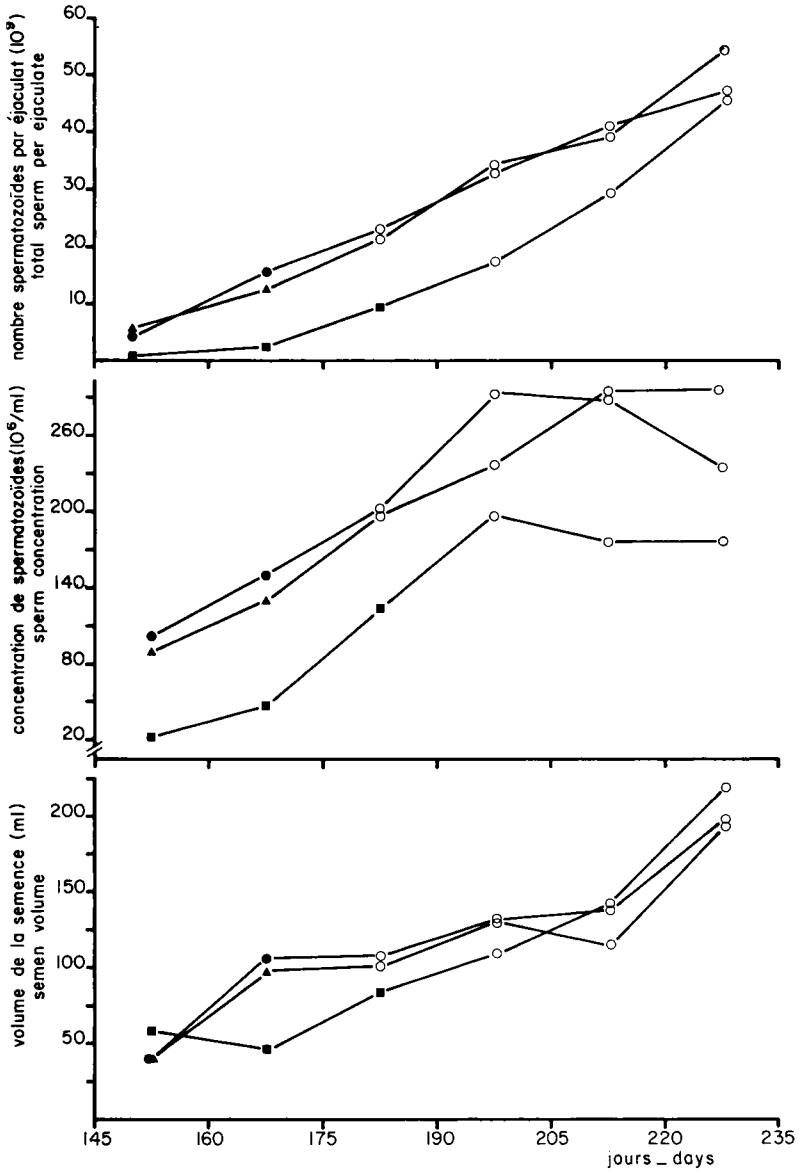 nombre spermatozoïdes par éjaculat (10⁹)
total sperm per ejaculate
60
50
40
30
20
10
concentration de spermatozoïdes (10⁶/ml)
sperm concentration
260
200
140
80
20
volume de la semence (ml)
semen volume
200
150
100
50
145 160 175 190 205 220 235
jours_days